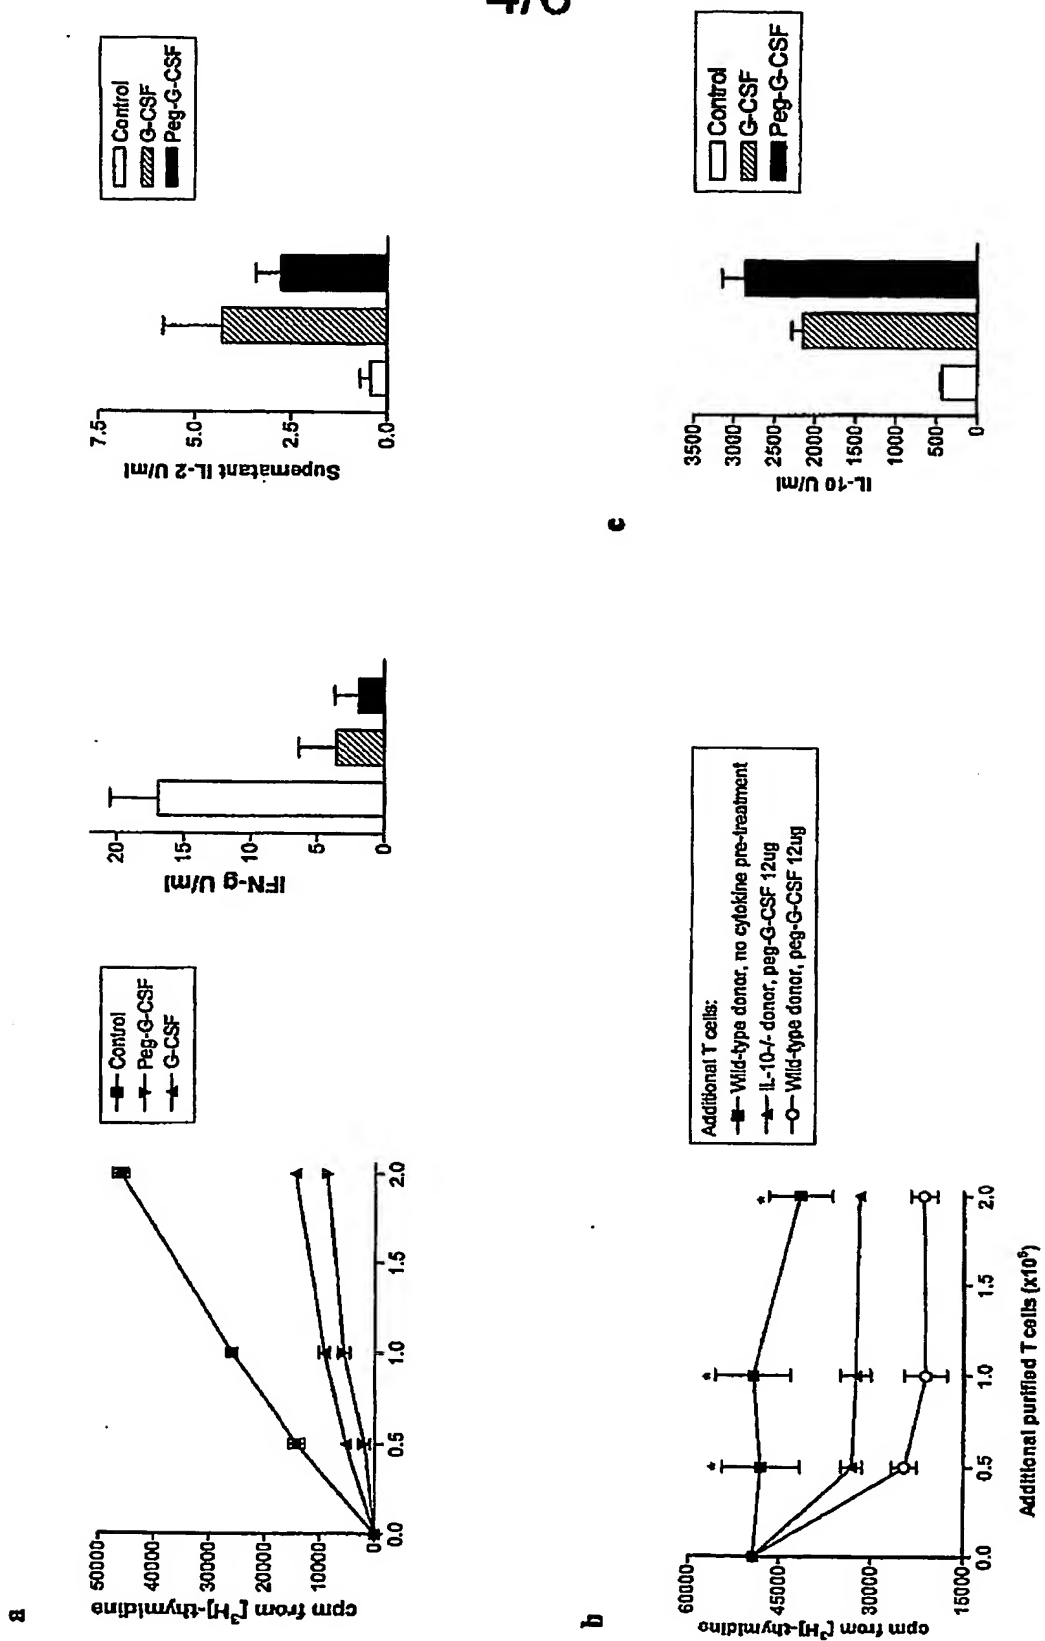 a
cpm from [³H]-thymidine
50000
40000
30000
20000
10000
0
0.0
0.5
1.0
1.5
2.0
Control
Peg-G-CSF
G-CSF
IFN-g U/ml
20
15
10
5
0
Supernatant IL-2 U/ml
7.5
5.0
2.5
0.0
Control
G-CSF
Peg-G-CSF
b
cpm from [³H]-thymidine
60000
45000
30000
15000
0.0
0.5
1.0
1.5
2.0
* * *
Additional purified T cells (x10⁵)
Additional T cells:
Wild-type donor, no cytokine pre-treatment
IL-10-/- donor, peg-G-CSF 12ug
Wild-type donor, peg-G-CSF 12ug
c
IL-10 U/ml
3500
3000
2500
2000
1500
1000
500
0
Control
G-CSF
Peg-G-CSF